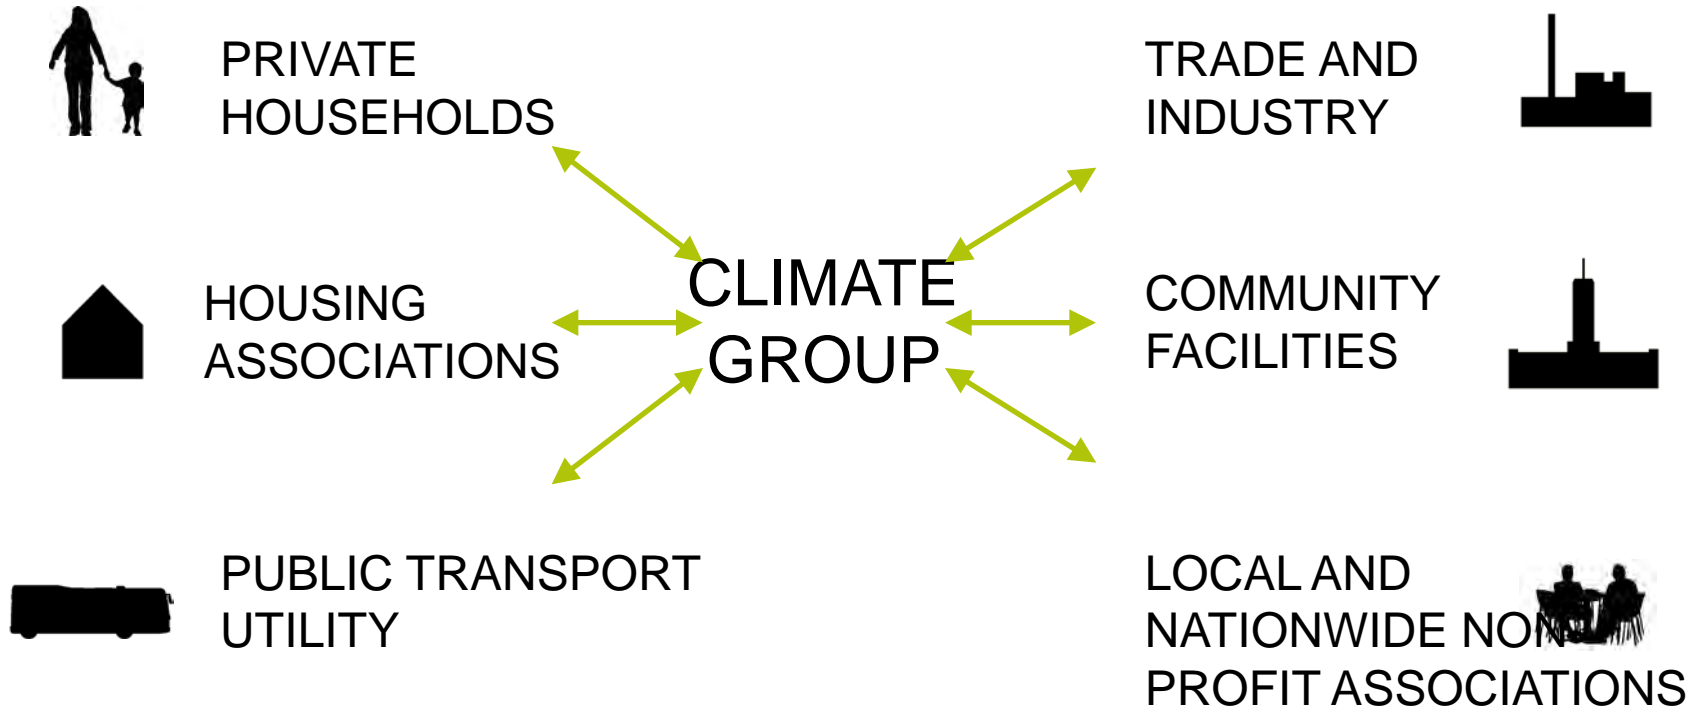 PRIVATE
HOUSEHOLDS
TRADE AND
INDUSTRY
CLIMATE
GROUP
HOUSING
ASSOCIATIONS
COMMUNITY
FACILITIES
PUBLIC TRANSPORT
UTILITY
LOCAL AND
NATIONWIDE NON-
PROFIT ASSOCIATIONS